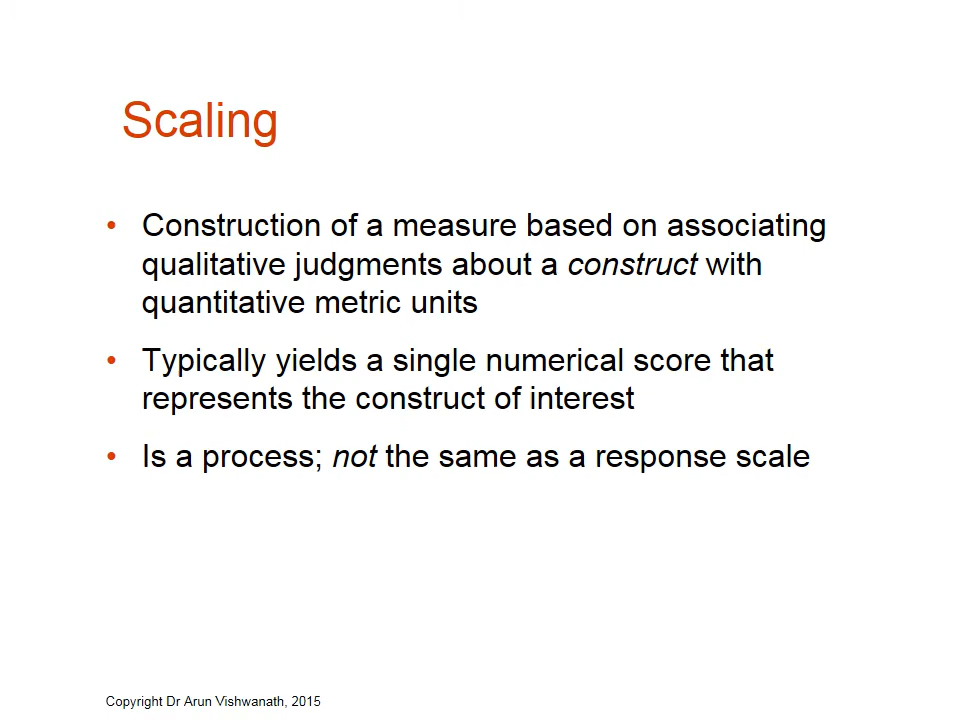 Scaling
• Construction of a measure based on associating
qualitative judgments about a construct with
quantitative metric units
• Typically yields a single numerical score that
represents the construct of interest
• Is a process; not the same as a response scale
Copyright Dr Arun Vishwanath, 2015